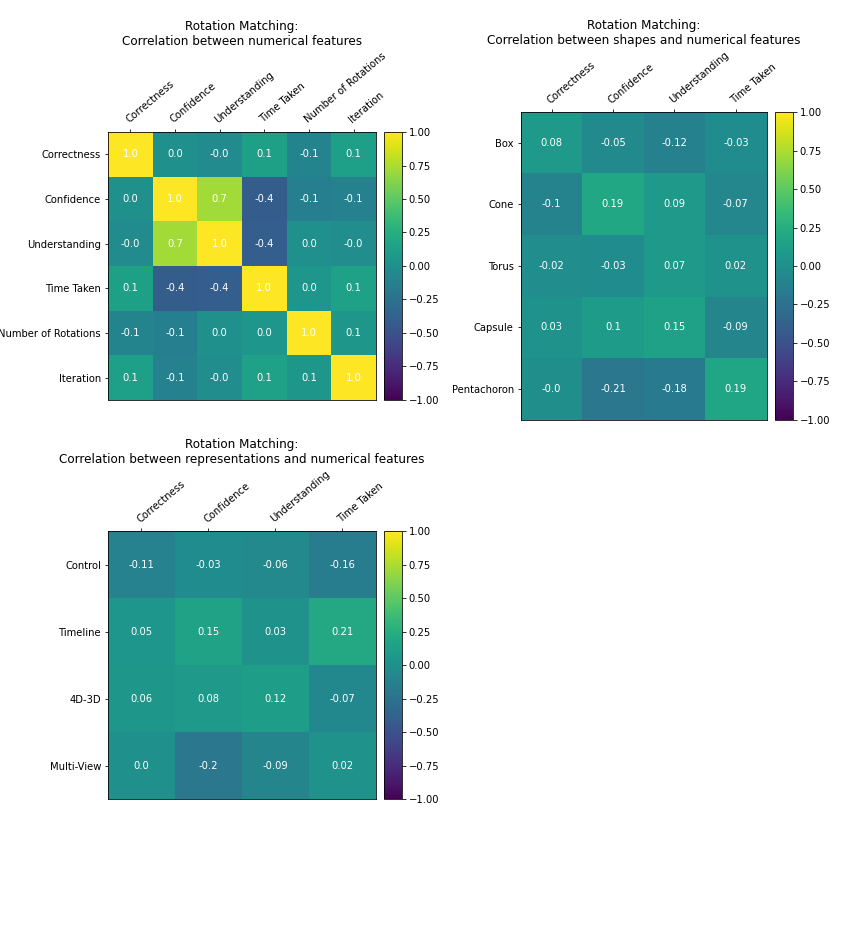 Rotation Matching:
Correlation between numerical features
Correctness
Confidence
Understanding
Time Taken
Number of Rotations
Iteration
Correctness 1.0 0.0 -0.0 0.1 -0.1 0.1
Confidence 0.0 1.0 0.7 -0.4 -0.1 -0.1
Understanding -0.0 0.7 1.0 -0.4 0.0 -0.0
Time Taken 0.1 -0.4 -0.4 1.0 0.0 0.1
Number of Rotations -0.1 -0.1 0.0 0.0 1.0 0.1
Iteration 0.1 -0.1 -0.0 0.1 0.1 1.0
1.00
0.75
0.50
0.25
0.00
−0.25
−0.50
−0.75
−1.00
Rotation Matching:
Correlation between shapes and numerical features
Correctness
Confidence
Understanding
Time Taken
Box 0.08 -0.05 -0.12 -0.03
Cone -0.1 0.19 0.09 -0.07
Torus -0.02 -0.03 0.07 0.02
Capsule 0.03 0.1 0.15 -0.09
Pentachoron -0.0 -0.21 -0.18 0.19
1.00
0.75
0.50
0.25
0.00
−0.25
−0.50
−0.75
−1.00
Rotation Matching:
Correlation between representations and numerical features
Correctness
Confidence
Understanding
Time Taken
Control -0.11 -0.03 -0.06 -0.16
Timeline 0.05 0.15 0.03 0.21
4D-3D 0.06 0.08 0.12 -0.07
Multi-View 0.0 -0.2 -0.09 0.02
1.00
0.75
0.50
0.25
0.00
−0.25
−0.50
−0.75
−1.00